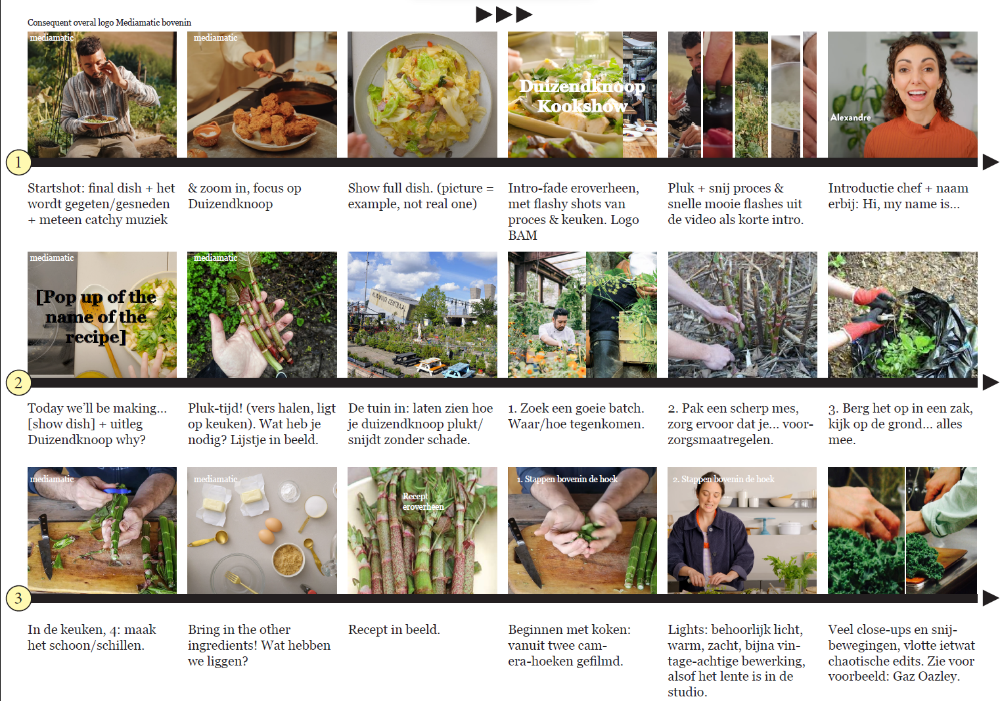 Consequent overal logo Mediamatic bovenin
mediamatic
mediamatic
Duizendknoop
Kookshow
Alexandre
1
Startshot: final dish + het
wordt gegeten/gesneden
+ meteen catchy muziek
& zoom in, focus op
Duizendknoop
Show full dish. (picture =
example, not real one)
Intro-fade eroverheen,
met flashy shots van
proces & keuken. Logo
BAM
Pluk + snij proces &
snelle mooie flashes uit
de video als korte intro.
Introductie chef + naam
erbij: Hi, my name is...
mediamatic
[Pop up of the
name of the
recipe]
mediamatic
ALAMOUR CENTRAAL
2
Today we’ll be making...
[show dish] + uitleg
Duizendknoop why?
Pluk-tijd! (vers halen, ligt
op keuken). Wat heb je
nodig? Lijstje in beeld.
De tuin in: laten zien hoe
je duizendknoop plukt/
snijdt zonder schade.
1. Zoek een goeie batch.
Waar/hoe tegenkomen.
2. Pak een scherp mes,
zorg ervoor dat je... voor-
zorgsmaatregelen.
3. Berg het op in een zak,
kijk op de grond... alles
mee.
mediamatic
mediamatic
Recept
eroverheen
1. Stappen bovenin de hoek
2. Stappen bovenin de hoek
3
In de keuken, 4: maak
het schoon/schillen.
Bring in the other
ingredients! Wat hebben
we liggen?
Recept in beeld.
Beginnen met koken:
vanuit twee cam-
era-hoeken gefilmd.
Lights: behoorlijk licht,
warm, zacht, bijna vin-
tage-achtige bewerking,
alsof het lente is in de
studio.
Veel close-ups en snij-
bewegingen, vlotte ietwat
chaotische edits. Zie voor
voorbeeld: Gaz Oazley.